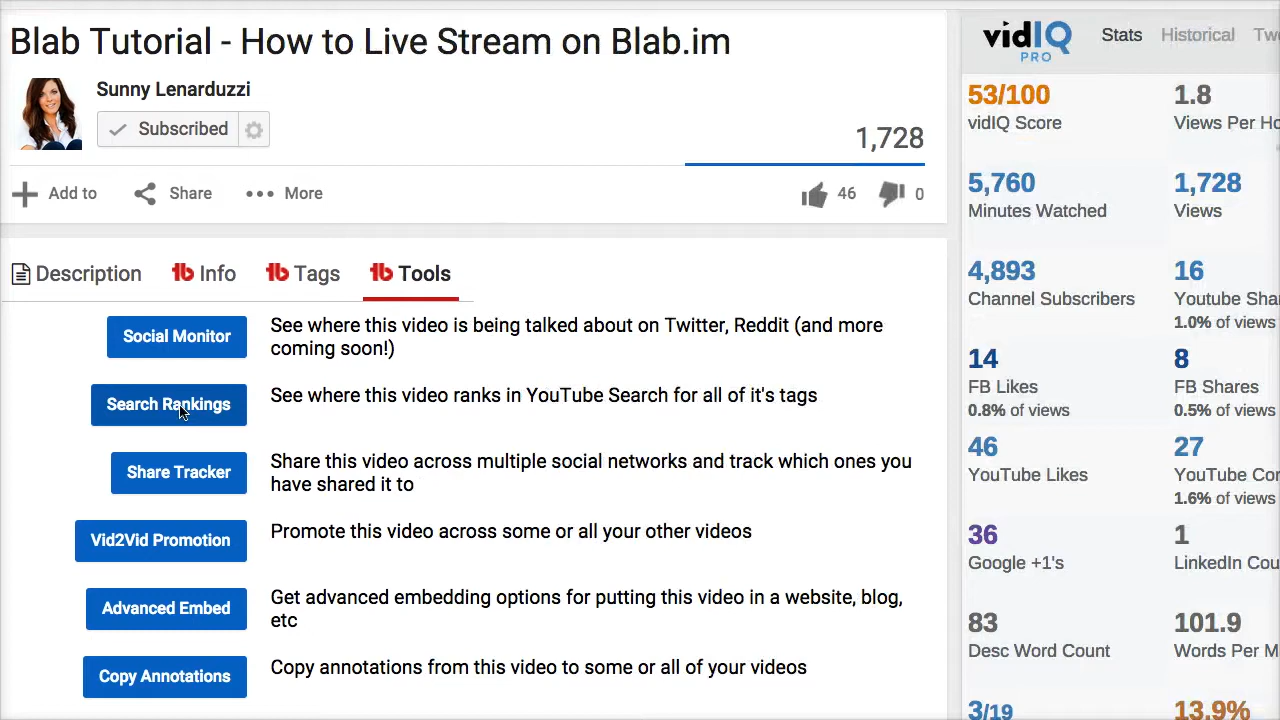 Blab Tutorial - How to Live Stream on Blab.im
Sunny Lenarduzzi
Subscribed
1,728
Add to
Share
More
46
0
Description
Info
Tags
Tools
Social Monitor
See where this video is being talked about on Twitter, Reddit (and more
coming soon!)
Search Rankings
See where this video ranks in YouTube Search for all of it's tags
Share Tracker
Share this video across multiple social networks and track which ones you
have shared it to
Vid2Vid Promotion
Promote this video across some or all your other videos
Advanced Embed
Get advanced embedding options for putting this video in a website, blog,
etc
Copy Annotations
Copy annotations from this video to some or all of your videos
vidIQ
PRO
Stats
Historical
53/100
vidIQ Score
1.8
Views Per
5,760
Minutes Watched
1,728
Views
4,893
Channel Subscribers
16
Youtube
1.0% of views
14
FB Likes
0.8% of views
8
FB Shares
0.5% of views
46
YouTube Likes
27
YouTube
1.6% of views
36
Google +1's
1
LinkedIn
83
Desc Word Count
101.9
Words Per
3/19
13.9%